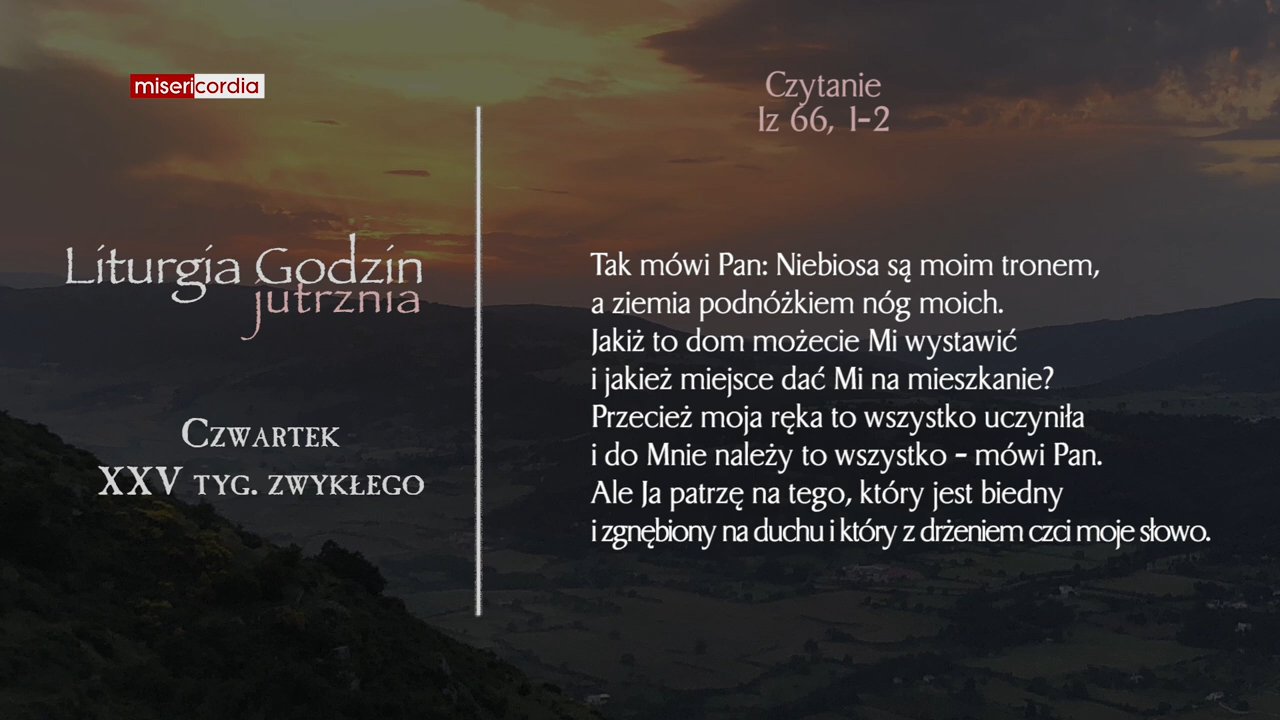 misericordia
Liturgia Godzin
jutrznia
Czwartek
XXV tyg. zwykłego
Czytanie
Iz 66, 1-2
Tak mówi Pan: Niebiosa są moim tronem,
a ziemia podnóżkiem nóg moich.
Jakiż to dom możecie Mi wystawić
i jakież miejsce dać Mi na mieszkanie?
Przecież moja ręka to wszystko uczyniła
i do Mnie należy to wszystko – mówi Pan.
Ale Ja patrzę na tego, który jest biedny
i zgnębiony na duchu i który z drżeniem czci moje słowo.